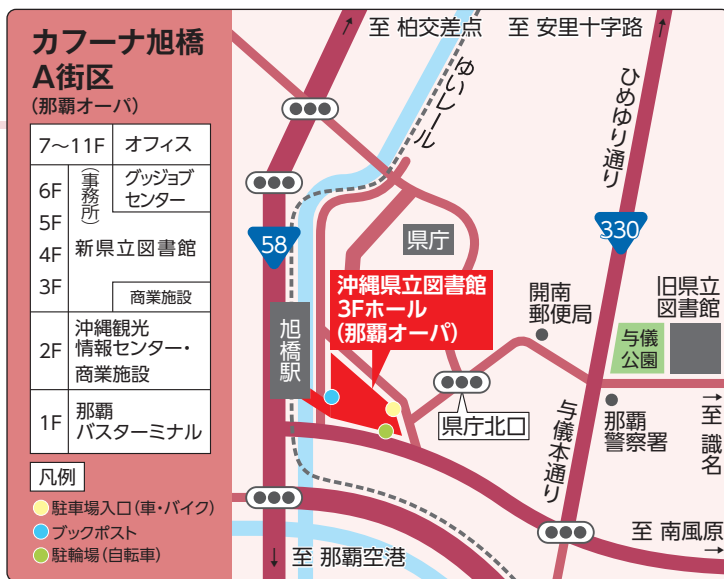 カフーナ旭橋
A街区
(那覇オーパ)
7〜11F オフィス
6F
5F
4F
3F
(事務所)
グッジョブ
センター
新県立図書館
商業施設
2F
沖縄観光
情報センター・
商業施設
1F
那覇
バスターミナル
凡例
駐車場入口(車・バイク)
ブックポスト
駐輪場(自転車)
↑至 柏交差点
至 安里十字路↑
ゆいレール
ひめゆり通り
58
330
県庁
沖縄県立図書館
3Fホール
(那覇オーパ)
旭橋駅
開南
郵便局
旧県立
図書館
与儀
公園
県庁北口
与儀本通り
那覇
警察署
→至 識名
至 南風原
→
↓至 那覇空港